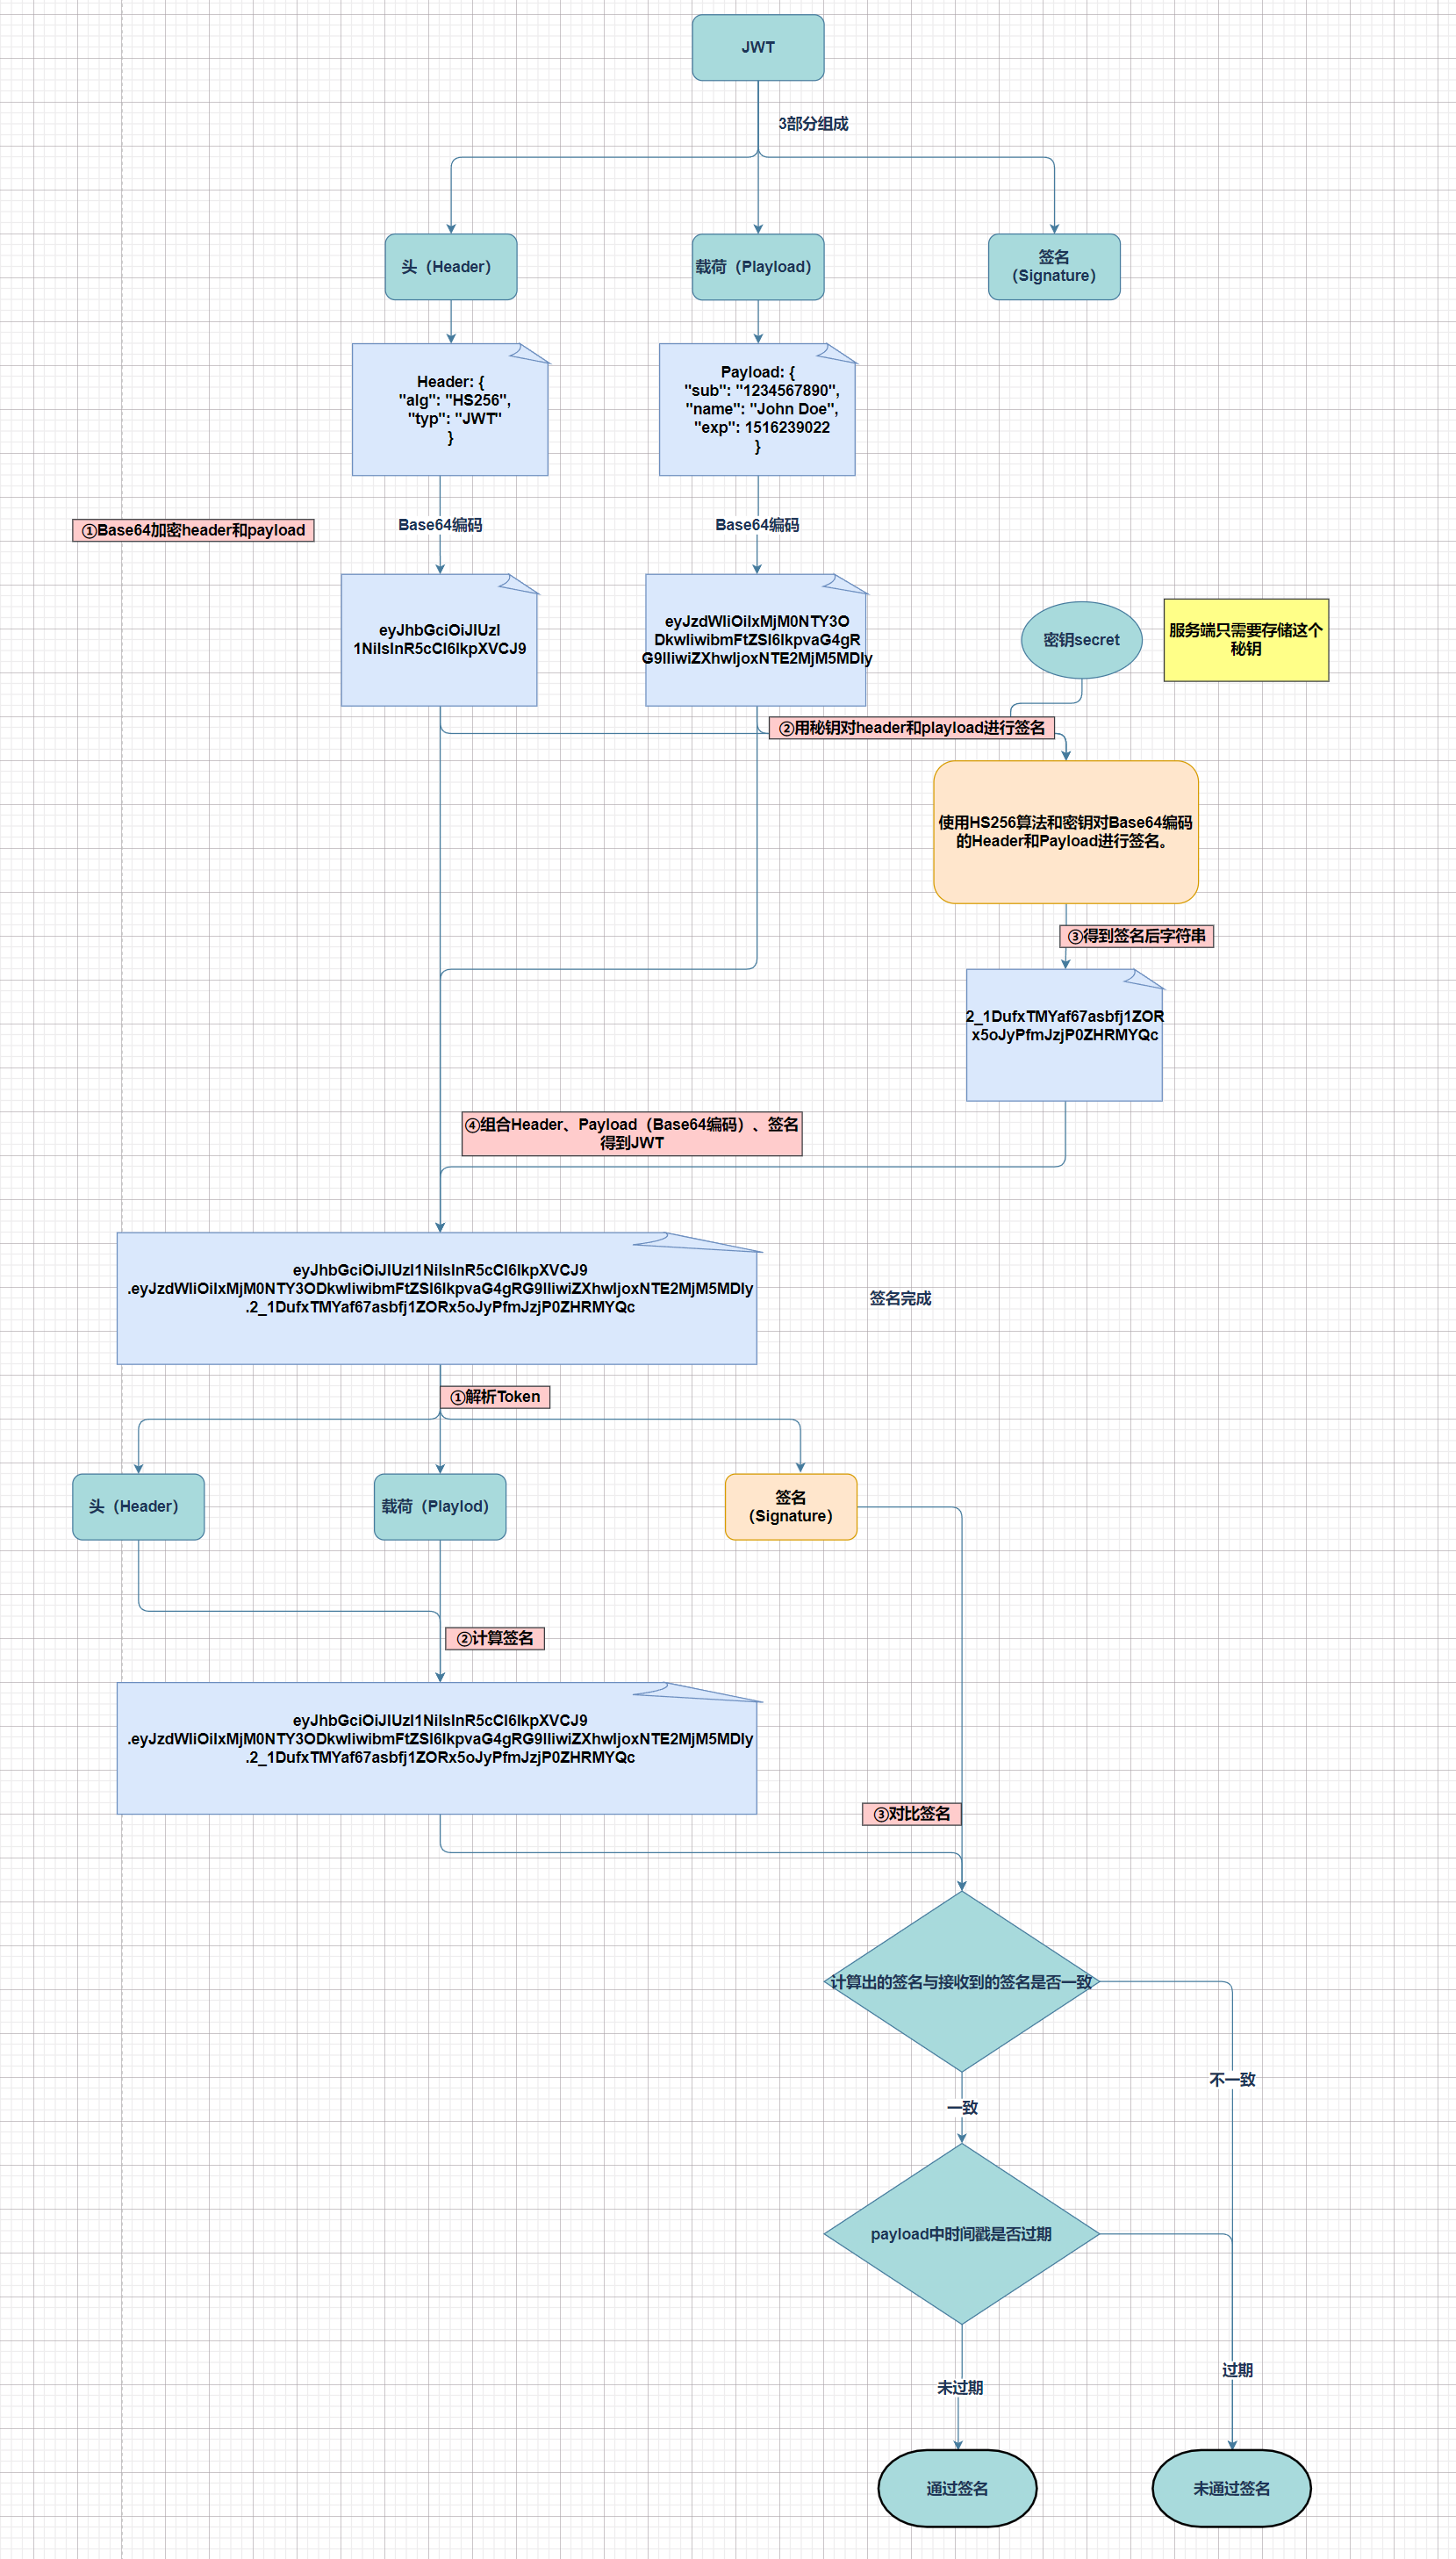 JWT
3部分组成
头（Header）
载荷（Playload）
签名
（Signature）
Header: {
"alg": "HS256",
"typ": "JWT"
}
Payload: {
"sub": "1234567890",
"name": "John Doe",
"exp": 1516239022
}
①Base64加密header和payload
Base64编码
Base64编码
eyJhbGciOiJIUzI
1NiIsInR5cCI6IkpXVCJ9
eyJzdWIiOiIxMjM0NTY3O
DkwIiwibmFtZSI6IkpvaG4gR
G9lIiwiZXhwIjoxNTE2MjM5MDIy
密钥secret
服务端只需要存储这个
秘钥
②用秘钥对header和playload进行签名
使用HS256算法和密钥对Base64编码
的Header和Payload进行签名。
③得到签名后字符串
2_1DufxTMYaf67asbfj1ZOR
x5oJyPfmJzjP0ZHRMYQc
④组合Header、Payload（Base64编码）、签名
得到JWT
eyJhbGciOiJIUzI1NiIsInR5cCI6IkpXVCJ9
.eyJzdWIiOiIxMjM0NTY3ODkwIiwibmFtZSI6IkpvaG4gRG9lIiwiZXhwIjoxNTE2MjM5MDIy
.2_1DufxTMYaf67asbfj1ZORx5oJyPfmJzjP0ZHRMYQc
签名完成
①解析Token
头（Header）
载荷（Playlod）
签名
（Signature）
②计算签名
eyJhbGciOiJIUzI1NiIsInR5cCI6IkpXVCJ9
.eyJzdWIiOiIxMjM0NTY3ODkwIiwibmFtZSI6IkpvaG4gRG9lIiwiZXhwIjoxNTE2MjM5MDIy
.2_1DufxTMYaf67asbfj1ZORx5oJyPfmJzjP0ZHRMYQc
③对比签名
计算出的签名与接收到的签名是否一致
不一致
一致
payload中时间戳是否过期
过期
未过期
通过签名
未通过签名